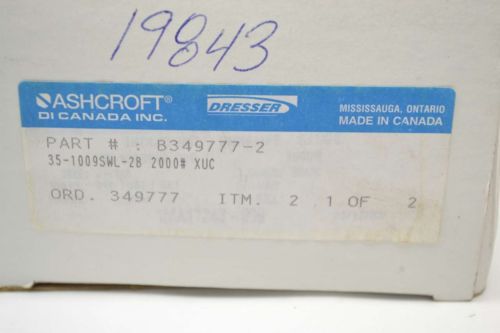 19843
ASHCROFT®
DI CANADA INC.
DRESSER
MISSISSAUGA, ONTARIO
MADE IN CANADA
PART # : B349777-2
35-1009SWL-2B 2000# XUC
ORD. 349777 ITM. 2 1 OF 2